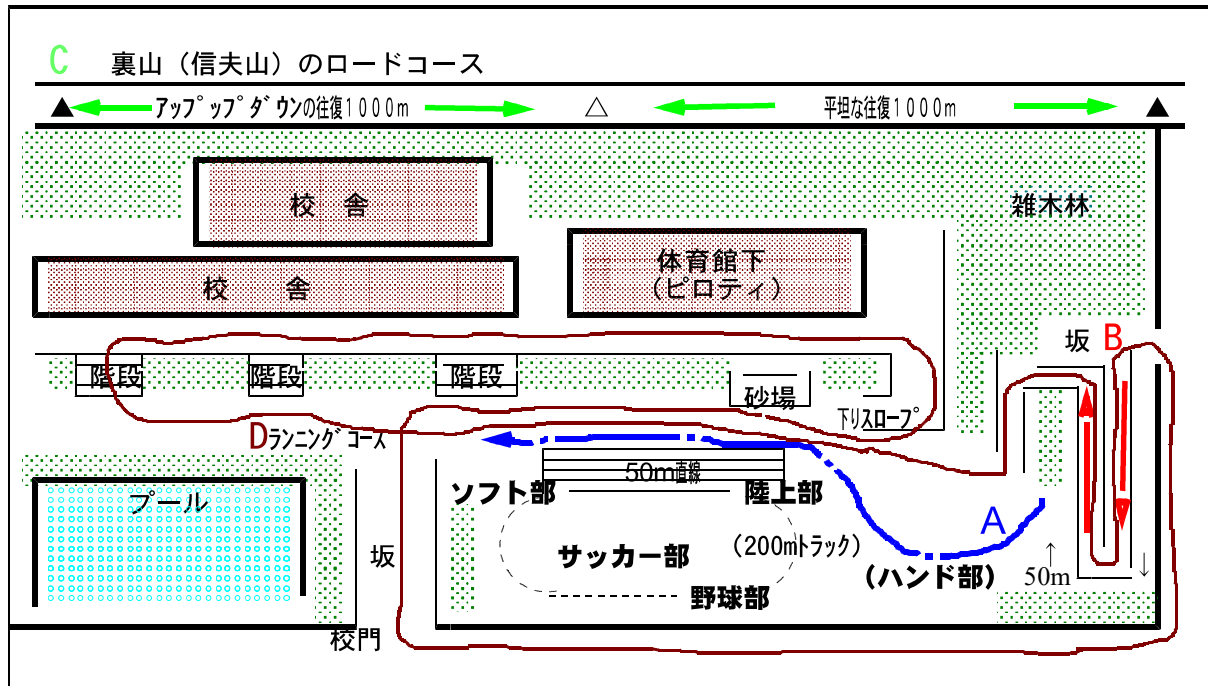 C 裏山（信夫山）のロードコース
▲ ｱｯﾌﾟｯﾌﾟﾀﾞｳﾝの往復1000m △ 平坦な往復1000m ▲
校 舎
雑木林
体育館下
（ピロティ）
校 舎
坂 B
階段 階段 階段
砂場
下りｽﾛｰﾌﾟ
Dﾗﾝﾆﾝｸﾞｺｰｽ
50m直線
プール
ソフト部 陸上部
A
サッカー部 （200mﾄﾗｯｸ）
坂
（ハンド部）
↑ ↓
50m
野球部
校門